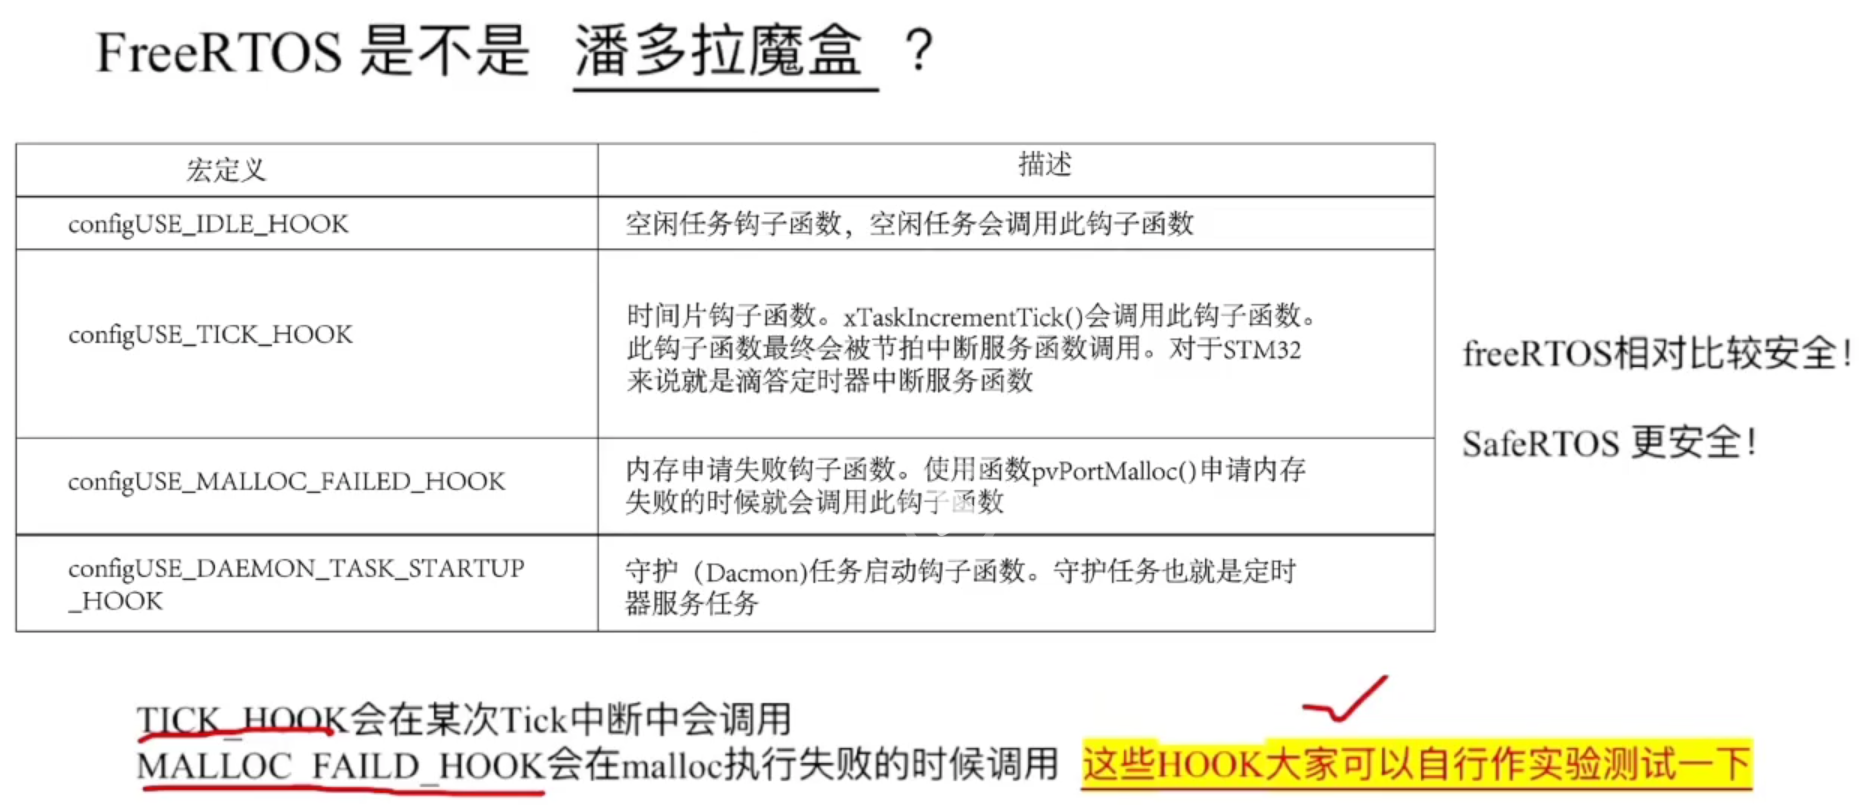 FreeRTOS 是不是 潘多拉魔盒 ?
宏定义 描述
configUSE_IDLE_HOOK 空闲任务钩子函数，空闲任务会调用此钩子函数
configUSE_TICK_HOOK
时间片钩子函数。xTaskIncrementTick()会调用此钩子函数。
此钩子函数最终会被节拍中断服务函数调用。对于STM32
来说就是滴答定时器中断服务函数
configUSE_MALLOC_FAILED_HOOK
内存申请失败钩子函数。使用函数pvPortMalloc()申请内存
失败的时候就会调用此钩子函数
configUSE_DAEMON_TASK_STARTUP
_HOOK
守护（Dacmon)任务启动钩子函数。守护任务也就是定时
器服务任务
freeRTOS相对比较安全！
SafeRTOS 更安全！
TICK_HOOK会在某次Tick中断中会调用
MALLOC_FAILD_HOOK会在malloc执行失败的时候调用 这些HOOK大家可以自行作实验测试一下